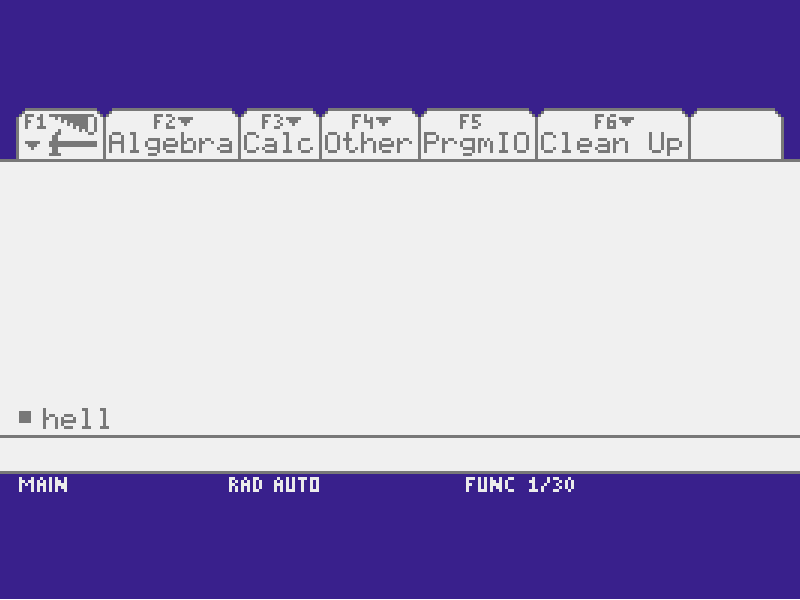 F1 F2 F3 F4 F5 F6
Algebra Calc Other PrgmIO Clean Up
hell
MAIN RAD AUTO FUNC 1/30